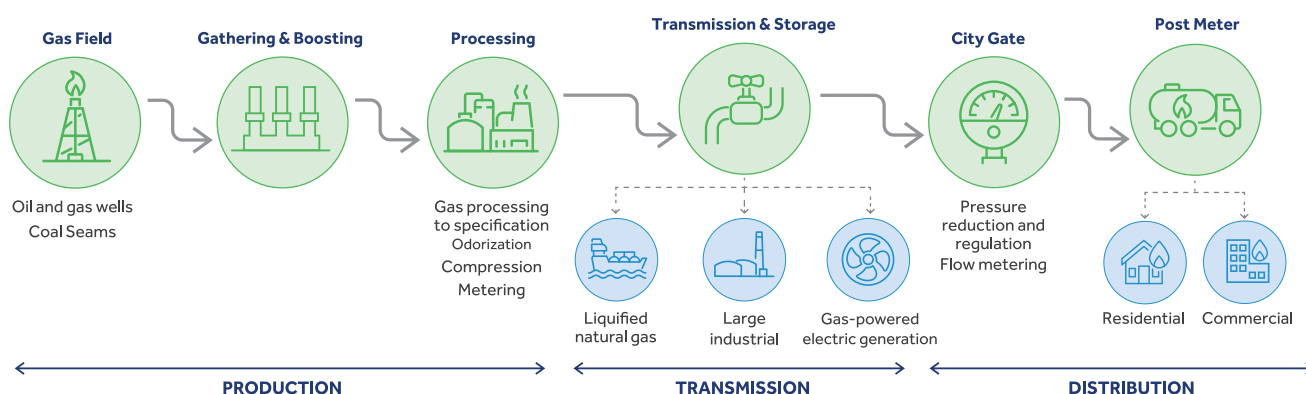 Gas Field
Gathering & Boosting
Processing
Transmission & Storage
City Gate
Post Meter
Oil and gas wells
Coal Seams
Gas processing
to specification
Odorization
Compression
Metering
Liquified
natural gas
Large
industrial
Gas-powered
electric generation
Pressure
reduction and
regulation
Flow metering
Residential
Commercial
PRODUCTION
TRANSMISSION
DISTRIBUTION